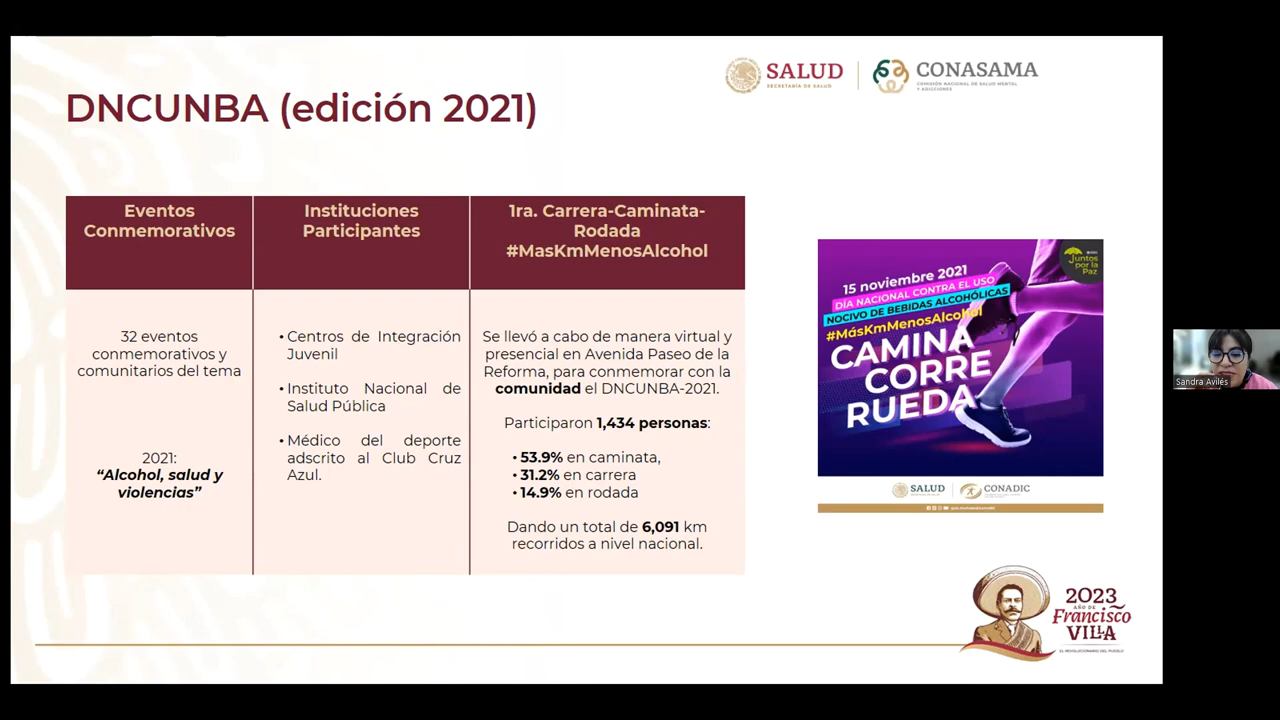 SALUD
SECRETARÍA DE SALUD
CONASAMA
COMISIÓN NACIONAL DE SALUD MENTAL
Y ADICCIONES
DNCUNBA (edición 2021)
Eventos
Conmemorativos
32 eventos
conmemorativos y
comunitarios del tema
2021:
“Alcohol, salud y
violencias”
Instituciones
Participantes
• Centros de Integración
Juvenil
• Instituto Nacional de
Salud Pública
• Médico del deporte
adscrito al Club Cruz
Azul.
1ra. Carrera-Caminata-
Rodada
#MasKmMenosAlcohol
Se llevó a cabo de manera virtual y
presencial en Avenida Paseo de la
Reforma, para conmemorar con la
comunidad el DNCUNBA-2021.
Participaron 1,434 personas:
• 53.9% en caminata,
• 31.2% en carrera
• 14.9% en rodada
Dando un total de 6,091 km
recorridos a nivel nacional.
Juntos
por la
Paz
15 noviembre 2021
DÍA NACIONAL CONTRA EL USO
NOCIVO DE BEBIDAS ALCOHÓLICAS
#MásKmMenosAlcohol
CAMINA
CORRE
RUEDA
SALUD
CONADIC
Sandra Avilés
2023
AÑO DE
Francisco
VILLA
EL REVOLUCIONARIO DEL PUEBLO